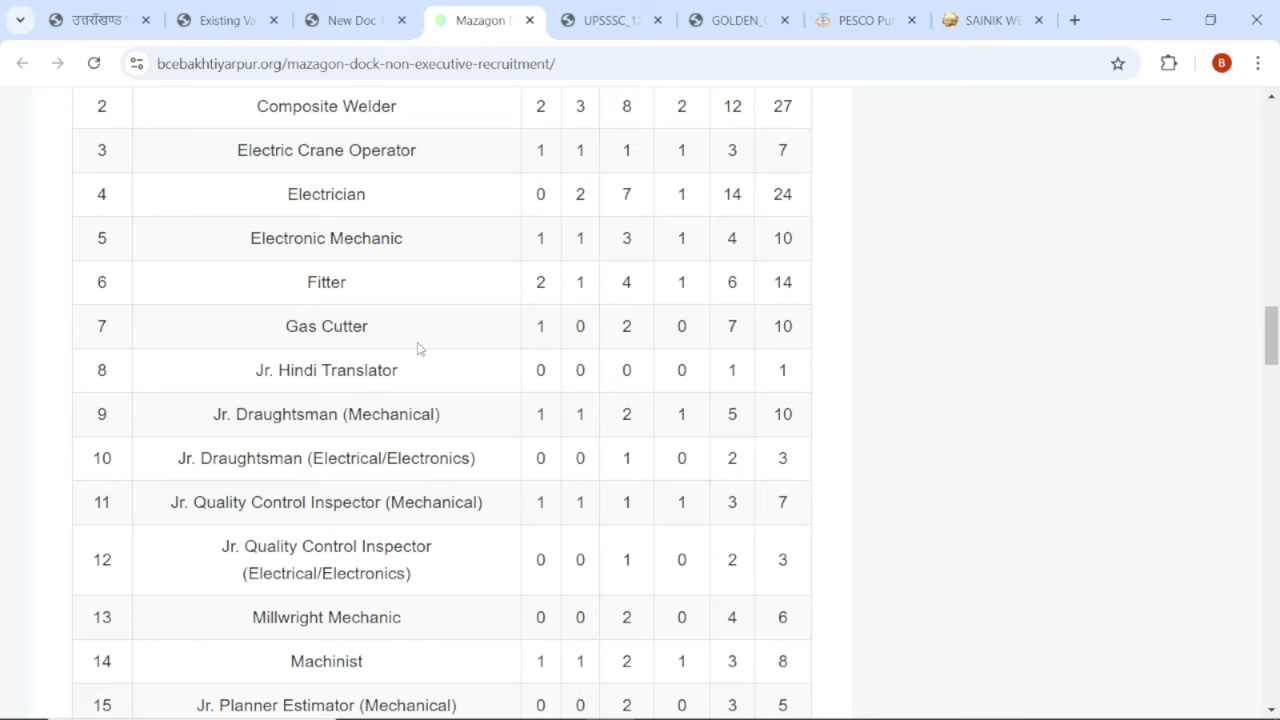 उत्तराखण्ड
Existing Va
New Doc 1
Mazagon D
UPSSSC_1
GOLDEN_
PESCO Pu
SAINIK WE
bcebakhtiyarpur.org/mazagon-dock-non-executive-recruitment/
B
2 Composite Welder 2 3 8 2 12 27
3 Electric Crane Operator 1 1 1 1 3 7
4 Electrician 0 2 7 1 14 24
5 Electronic Mechanic 1 1 3 1 4 10
6 Fitter 2 1 4 1 6 14
7 Gas Cutter 1 0 2 0 7 10
8 Jr. Hindi Translator 0 0 0 0 1 1
9 Jr. Draughtsman (Mechanical) 1 1 2 1 5 10
10 Jr. Draughtsman (Electrical/Electronics) 0 0 1 0 2 3
11 Jr. Quality Control Inspector (Mechanical) 1 1 1 1 3 7
12 Jr. Quality Control Inspector
(Electrical/Electronics) 0 0 1 0 2 3
13 Millwright Mechanic 0 0 2 0 4 6
14 Machinist 1 1 2 1 3 8
15 Jr. Planner Estimator (Mechanical) 0 0 2 0 3 5